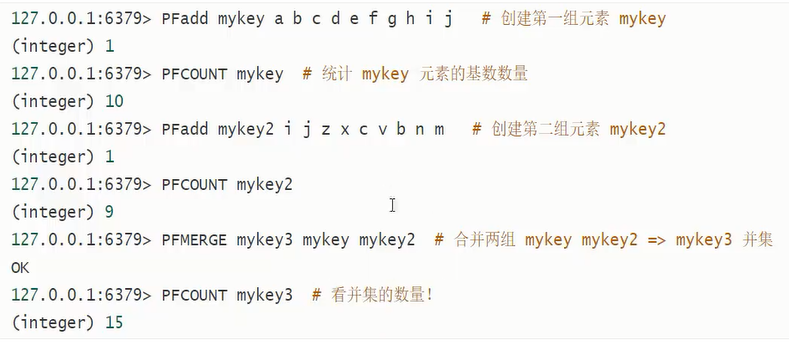 127.0.0.1:6379> PFadd mykey a b c d e f g h i j   # 创建第一组元素 mykey
(integer) 1
127.0.0.1:6379> PFCOUNT mykey  # 统计 mykey 元素的基数数量
(integer) 10
127.0.0.1:6379> PFadd mykey2 i j z x c v b n m   # 创建第二组元素 mykey2
(integer) 1
127.0.0.1:6379> PFCOUNT mykey2
(integer) 9
127.0.0.1:6379> PFMERGE mykey3 mykey mykey2  # 合并两组 mykey mykey2 => mykey3 并集
OK
127.0.0.1:6379> PFCOUNT mykey3  # 看并集的数量!
(integer) 15